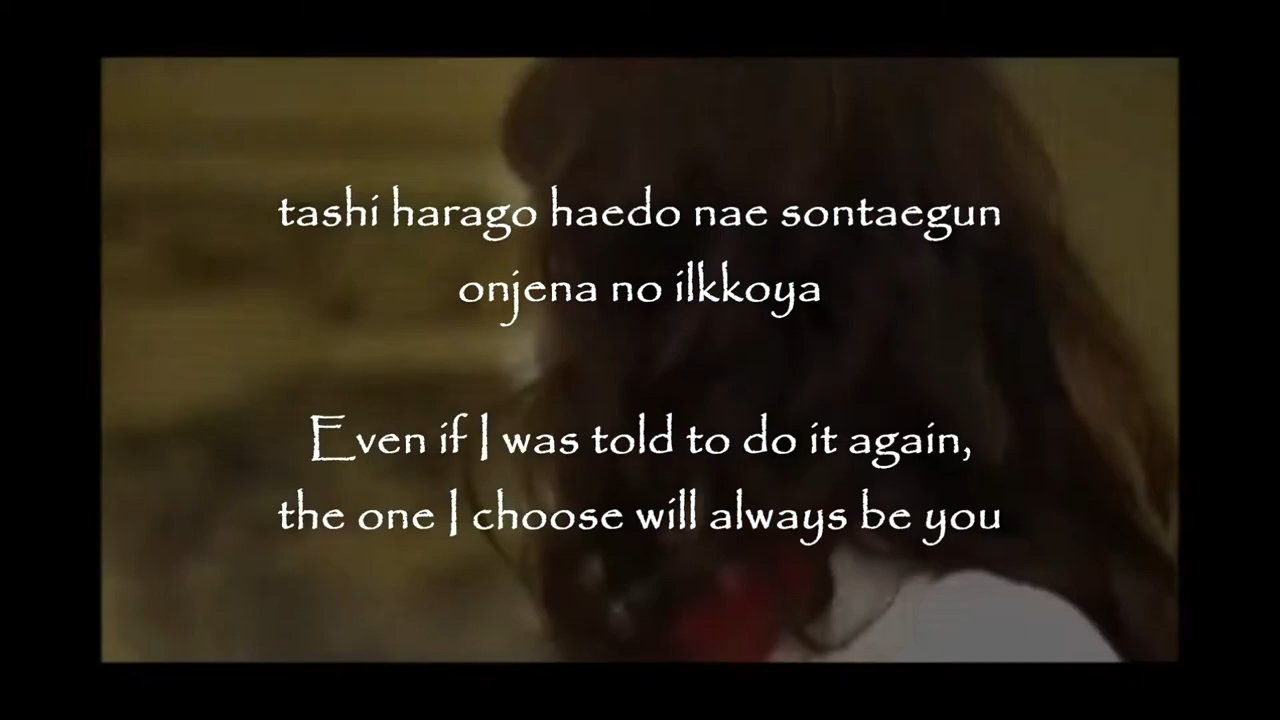 tashi harago haedo nae sontaegun
onjena no ilkkoya
Even if I was told to do it again,
the one I choose will always be you